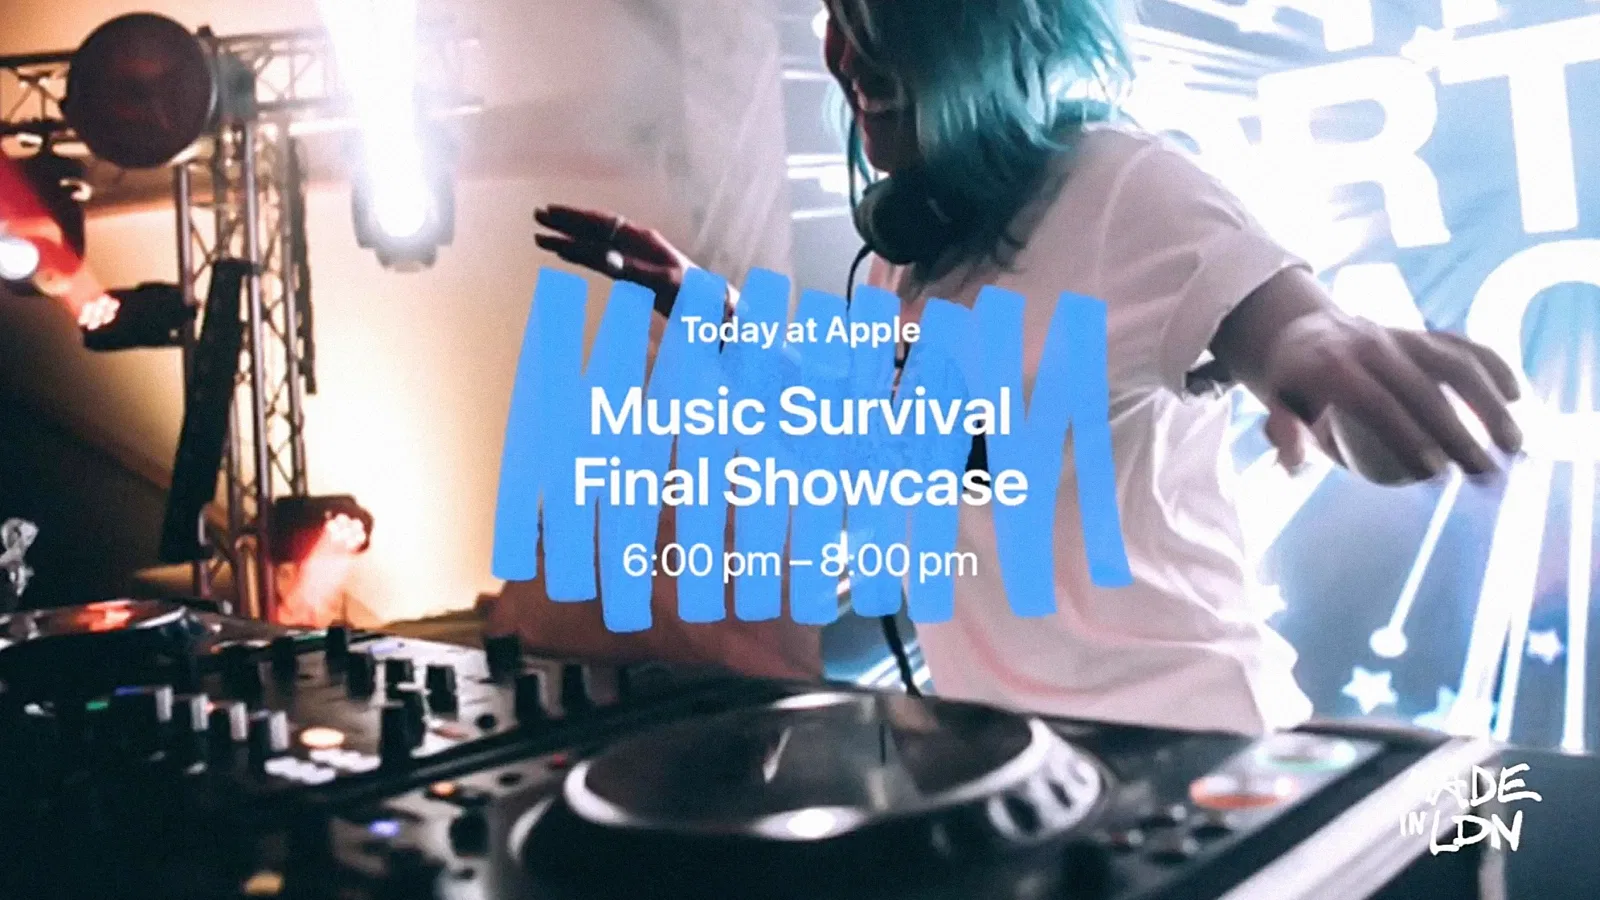 Today at Apple
Music Survival
Final Showcase
6:00 pm – 8:00 pm
MADE
IN LDN